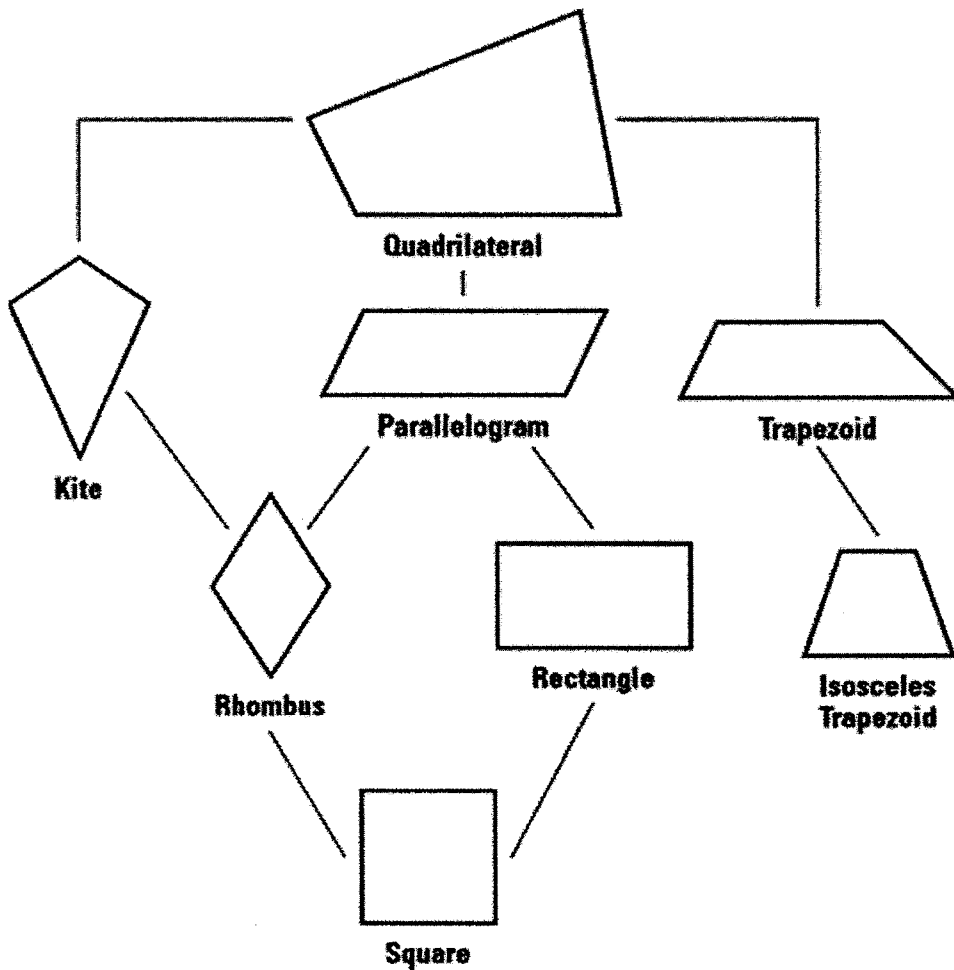 Quadrilateral
Parallelogram
Trapezoid
Kite
Rhombus
Rectangle
Isosceles
Trapezoid
Square